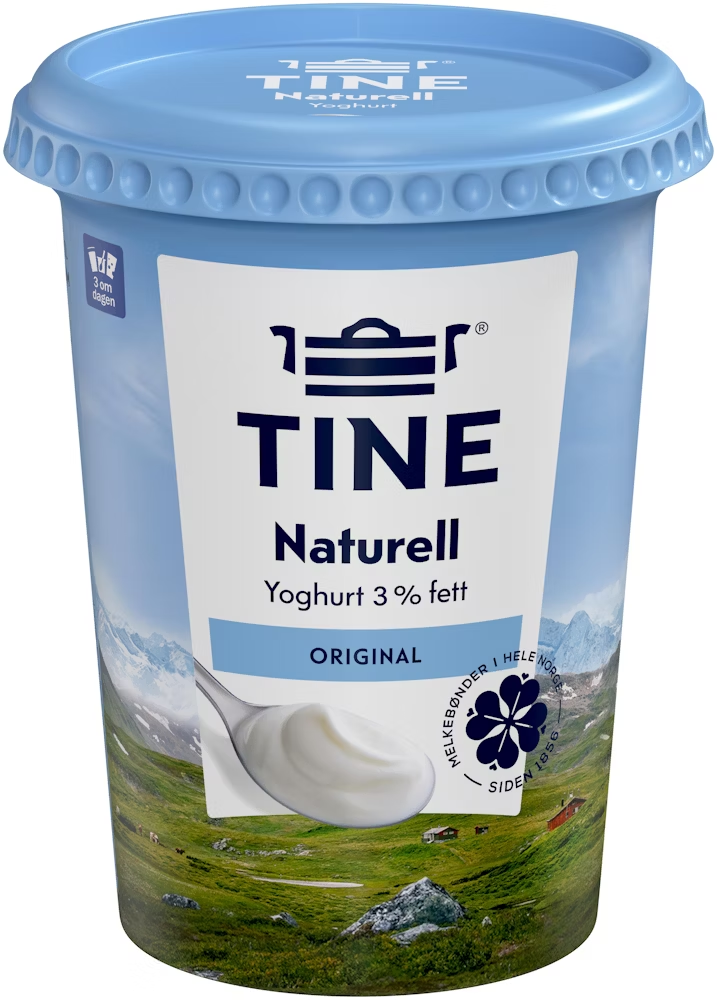 TINE ®
Naturell
Yoghurt
3 om
dagen
®
TINE
Naturell
Yoghurt 3 % fett
ORIGINAL
MELKEBØNDER I HELE NORGE
SIDEN 1856